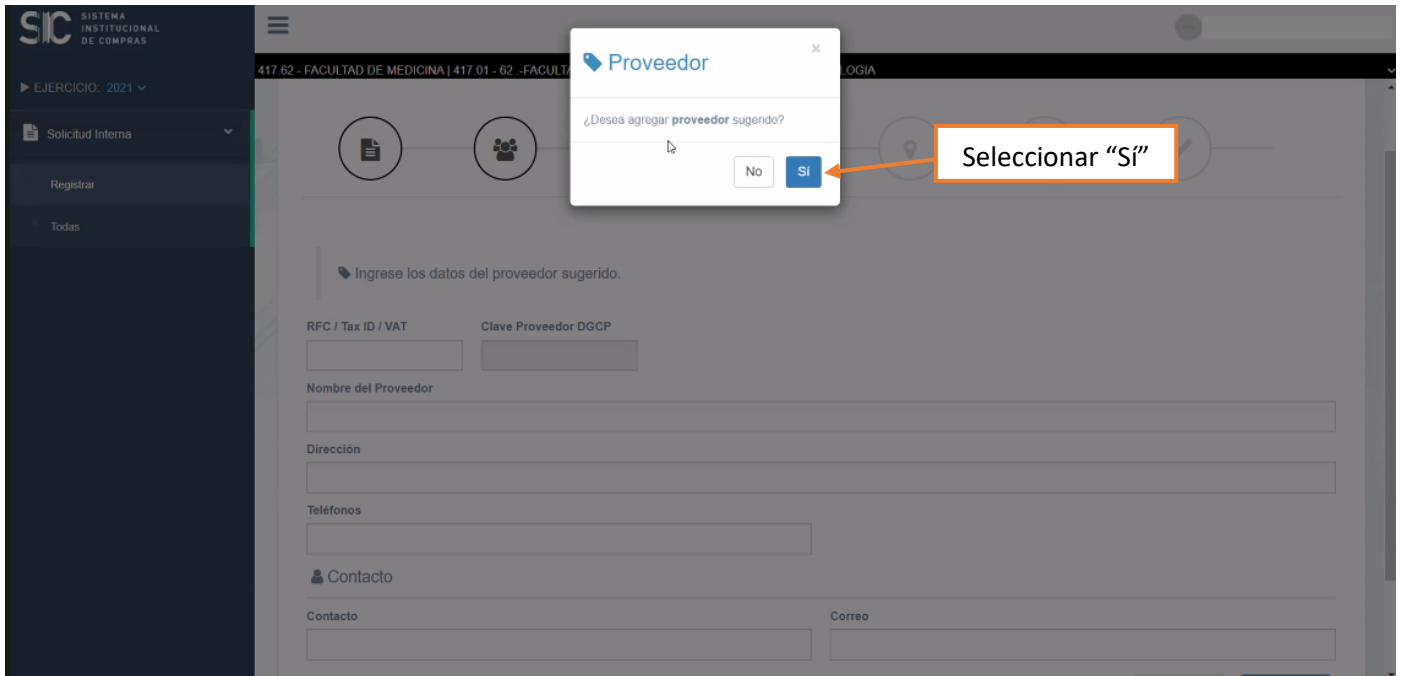 SIC SISTEMA
INSTITUCIONAL
DE COMPRAS
EJERCICIO: 2021
Solicitud Interna
Registrar
Todas
417.62 - FACULTAD DE MEDICINA | 417.01 - 62 .-FACULT
LOGIA
Proveedor
×
¿Desea agregar proveedor sugerido?
No
Sí
Seleccionar “Sí”
Ingrese los datos del proveedor sugerido.
RFC / Tax ID / VAT
Clave Proveedor DGCP
Nombre del Proveedor
Dirección
Teléfonos
Contacto
Contacto
Correo